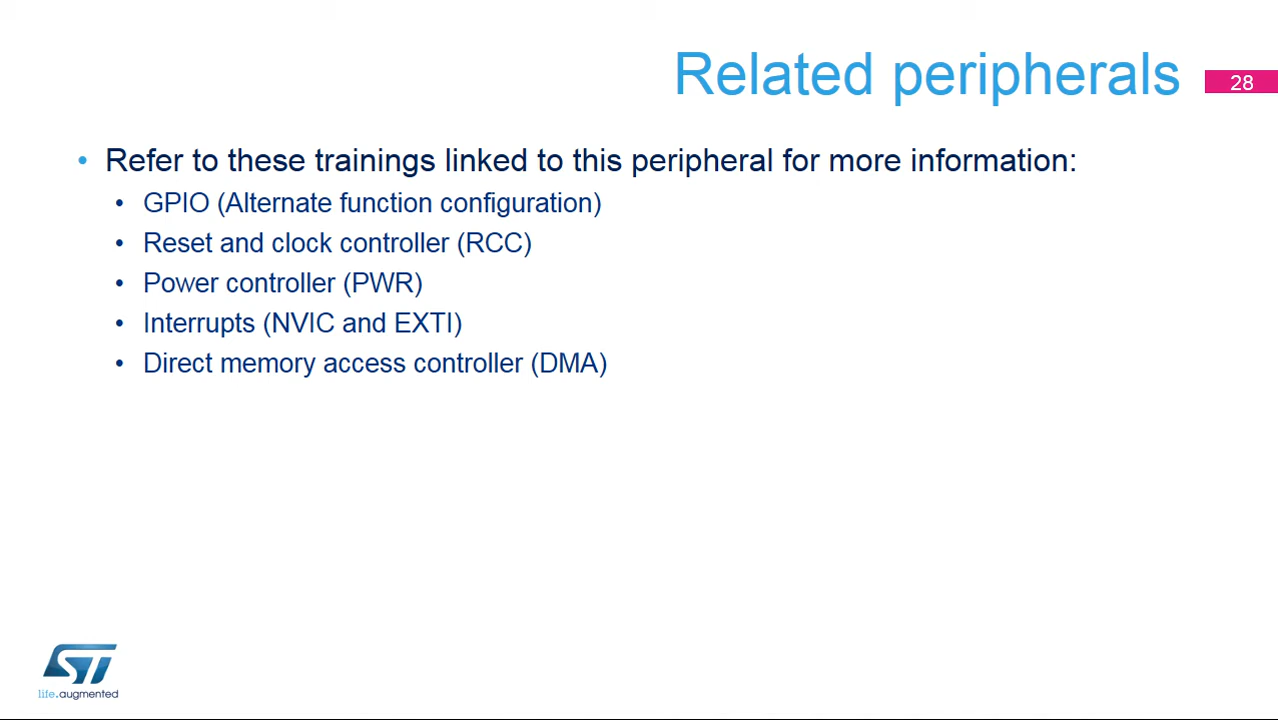 Related peripherals
28
• Refer to these trainings linked to this peripheral for more information:
• GPIO (Alternate function configuration)
• Reset and clock controller (RCC)
• Power controller (PWR)
• Interrupts (NVIC and EXTI)
• Direct memory access controller (DMA)
ST
life.augmented